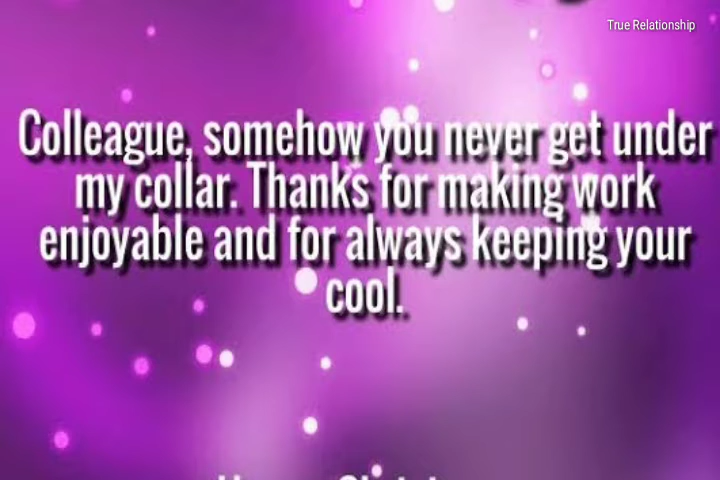 True Relationship
Colleague, somehow you never get under
my collar. Thanks for making work
enjoyable and for always keeping your
cool.